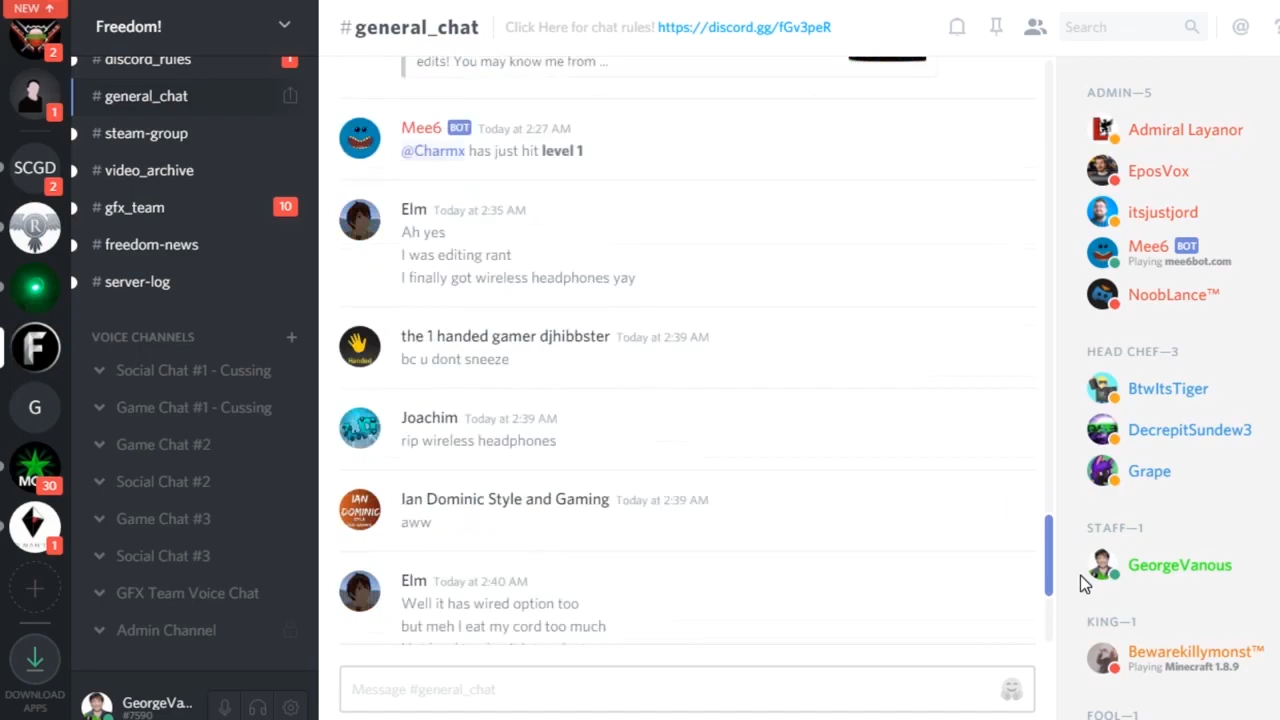 NEW
2
1
SCGD
2
R
F
G
30
1
DOWNLOAD
APPS
Freedom!
# discord_rules
1
# general_chat
# steam-group
# video_archive
# gfx_team
10
# freedom-news
# server-log
VOICE CHANNELS
Social Chat #1 - Cussing
Game Chat #1 - Cussing
Game Chat #2
Social Chat #2
Game Chat #3
Social Chat #3
GFX Team Voice Chat
Admin Channel
GeorgeVa...
#7590
# general_chat
Click Here for chat rules! https://discord.gg/fGv3peR
Search
edits! You may know me from ...
Mee6 BOT Today at 2:27 AM
@Charmx has just hit level 1
Elm Today at 2:35 AM
Ah yes
I was editing rant
I finally got wireless headphones yay
the 1 handed gamer djhibbster Today at 2:39 AM
bc u dont sneeze
Joachim Today at 2:39 AM
rip wireless headphones
IAN
DOMINIC
Ian Dominic Style and Gaming Today at 2:39 AM
aww
Elm Today at 2:40 AM
Well it has wired option too
but meh I eat my cord too much
Message #general_chat
ADMIN—5
Admiral Layanor
EposVox
itsjustjord
Mee6 BOT
Playing mee6bot.com
NoobLance™
HEAD CHEF—3
BtwItsTiger
DecrepitSundew3
Grape
STAFF—1
GeorgeVanous
KING—1
Bewarekillymonst™
Playing Minecraft 1.8.9
FOOL—1